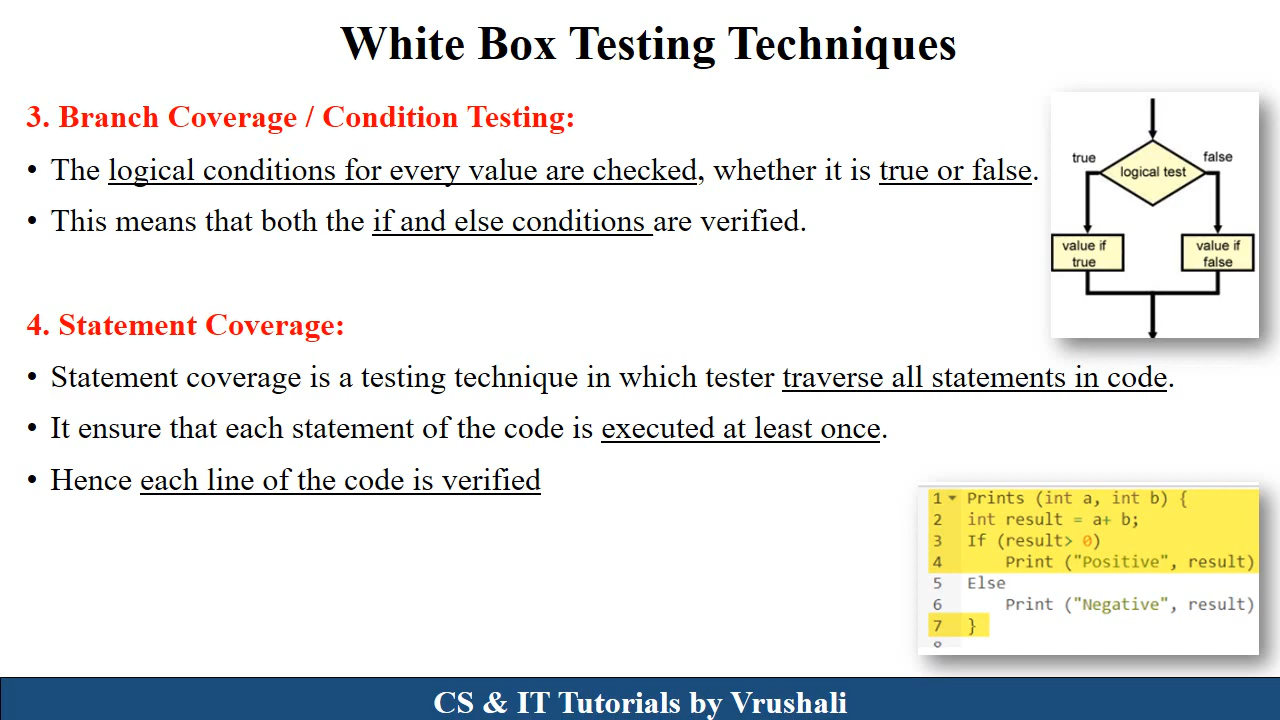 White Box Testing Techniques
3. Branch Coverage / Condition Testing:
• The logical conditions for every value are checked, whether it is true or false.
• This means that both the if and else conditions are verified.
true
false
logical test
value if
true
value if
false
4. Statement Coverage:
• Statement coverage is a testing technique in which tester traverse all statements in code.
• It ensure that each statement of the code is executed at least once.
• Hence each line of the code is verified
1 Prints (int a, int b) {
2 int result = a+ b;
3 If (result> 0)
4 Print ("Positive", result)
5 Else
6 Print ("Negative", result)
7 }
CS & IT Tutorials by Vrushali